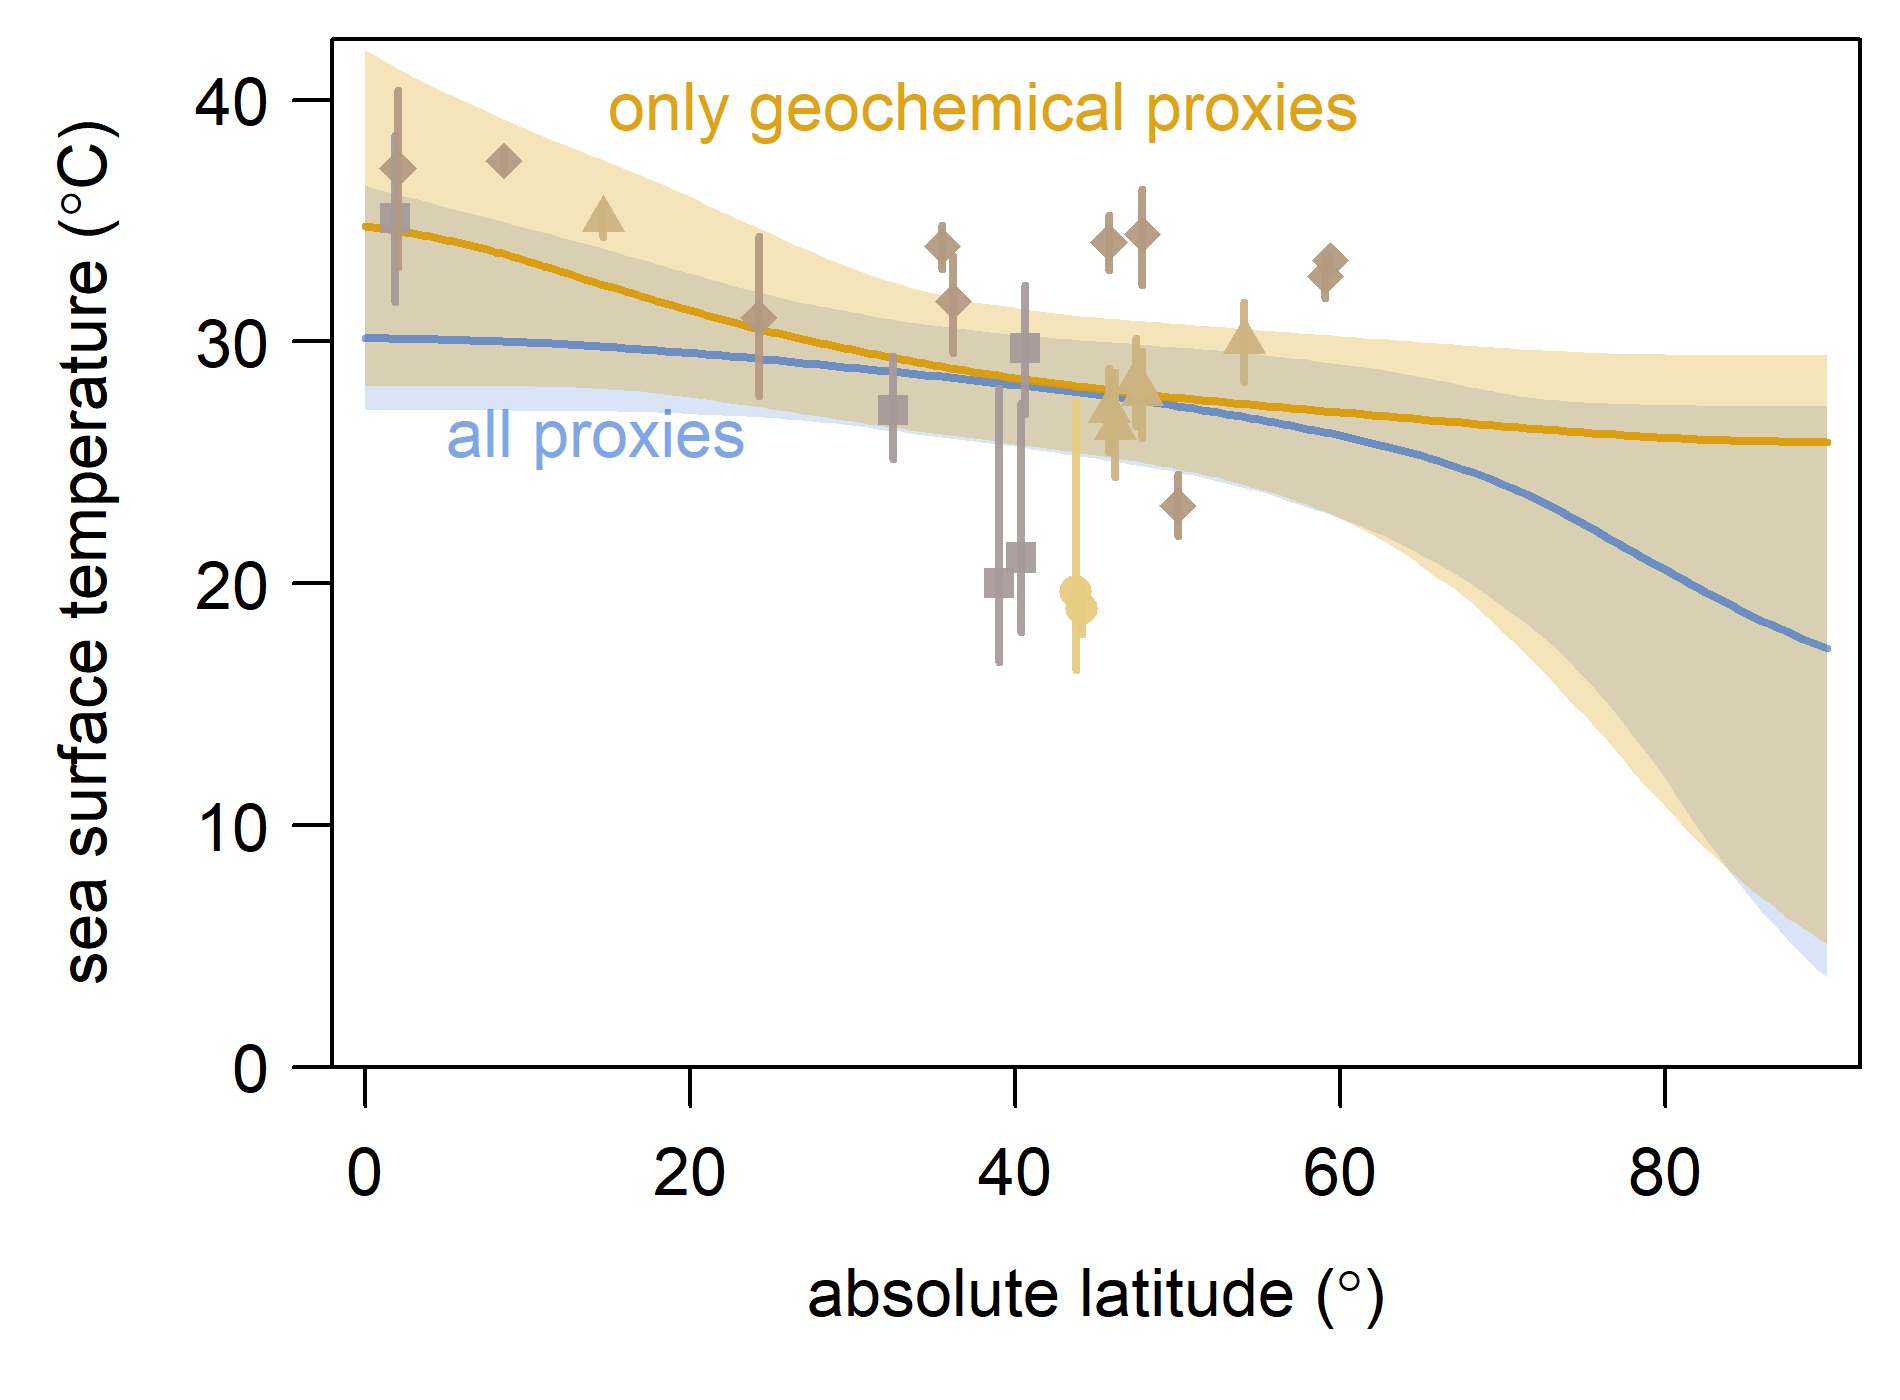 only geochemical proxies
all proxies
sea surface temperature (°C)
40
30
20
10
0
0 20 40 60 80
absolute latitude (°)